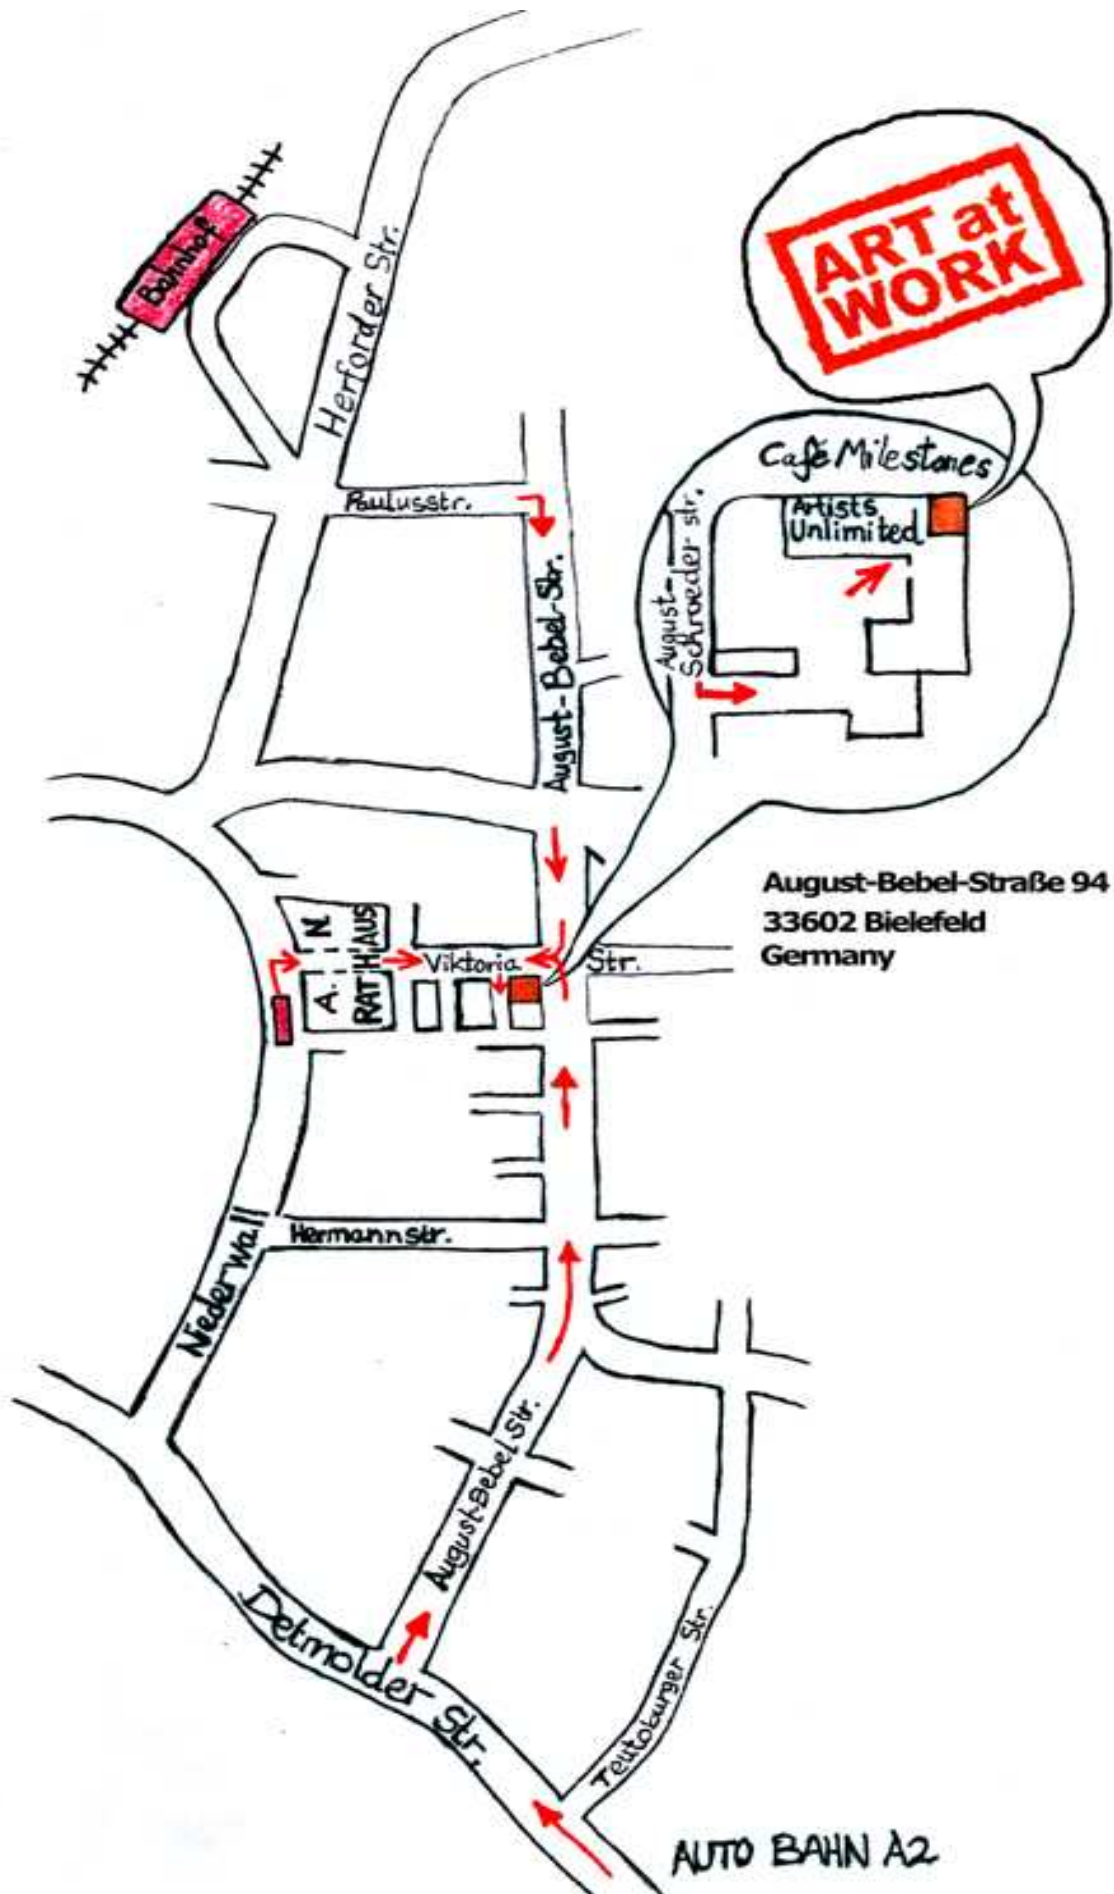 ART at
WORK
Bahnhof
Herforder Str.
Café Milestones
Paulusstr.
Artists
Unlimited
August-
Schroeder str.
August-Bebel-Str.
August-Bebel-Straße 94
33602 Bielefeld
Germany
N.
A.
RATHAUS
Viktoria
Str.
Niederwall
Hermannstr.
August-Bebel Str.
Detmolder Str.
Teutoburger Str.
AUTO BAHN A2